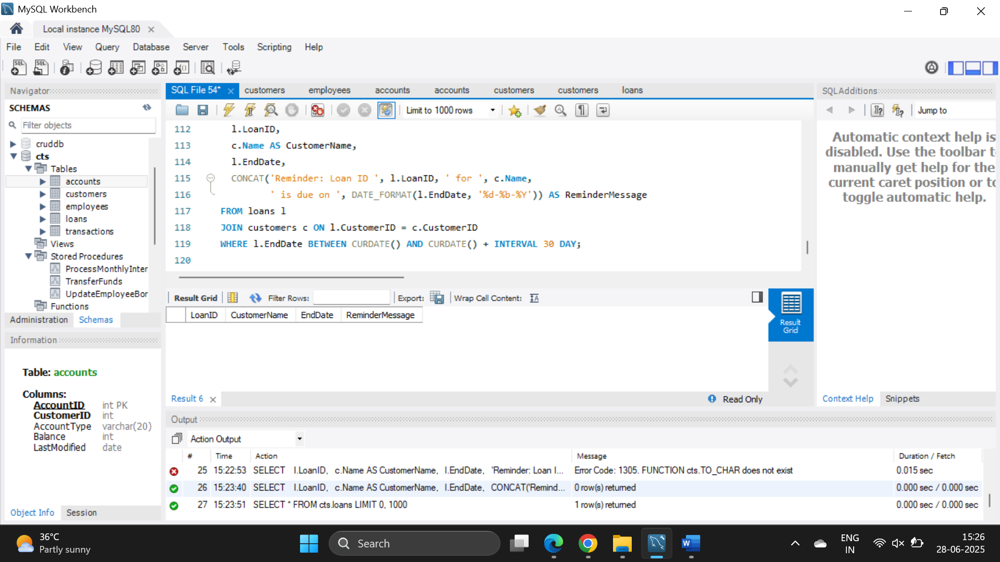 MySQL Workbench
Local instance MySQL80
File Edit View Query Database Server Tools Scripting Help
Navigator
SCHEMAS
Filter objects
cruddb
cts
Tables
accounts
customers
employees
loans
transactions
Views
Stored Procedures
ProcessMonthlyInter
TransferFunds
UpdateEmployeeBor
Functions
Administration Schemas
Information
Table: accounts
Columns:
AccountID int PK
CustomerID int
AccountType varchar(20)
Balance int
LastModified date
Object Info Session
SQL File 54* customers employees accounts accounts customers customers loans
Limit to 1000 rows
112 l.LoanID,
113 c.Name AS CustomerName,
114 l.EndDate,
115 CONCAT('Reminder: Loan ID ', l.LoanID, ' for ', c.Name,
116 ' is due on ', DATE_FORMAT(l.EndDate, '%d-%b-%Y')) AS ReminderMessage
117 FROM loans l
118 JOIN customers c ON l.CustomerID = c.CustomerID
119 WHERE l.EndDate BETWEEN CURDATE() AND CURDATE() + INTERVAL 30 DAY;
120
Result Grid Filter Rows: Export: Wrap Cell Content:
LoanID CustomerName EndDate ReminderMessage
Result Grid
Result 6 Read Only
SQLAdditions
Jump to
Automatic context help is
disabled. Use the toolbar t
manually get help for the
current caret position or to
toggle automatic help.
Context Help Snippets
Output
Action Output
# Time Action Message Duration / Fetch
25 15:22:53 SELECT l.LoanID, c.Name AS CustomerName, l.EndDate, 'Reminder: Loan I... Error Code: 1305. FUNCTION cts.TO_CHAR does not exist 0.015 sec
26 15:23:40 SELECT l.LoanID, c.Name AS CustomerName, l.EndDate, CONCAT('Remind... 0 row(s) returned 0.000 sec / 0.000 sec
27 15:23:51 SELECT * FROM cts.loans LIMIT 0, 1000 1 row(s) returned 0.000 sec / 0.000 sec
36°C
Partly sunny
Search
ENG
IN
15:26
28-06-2025